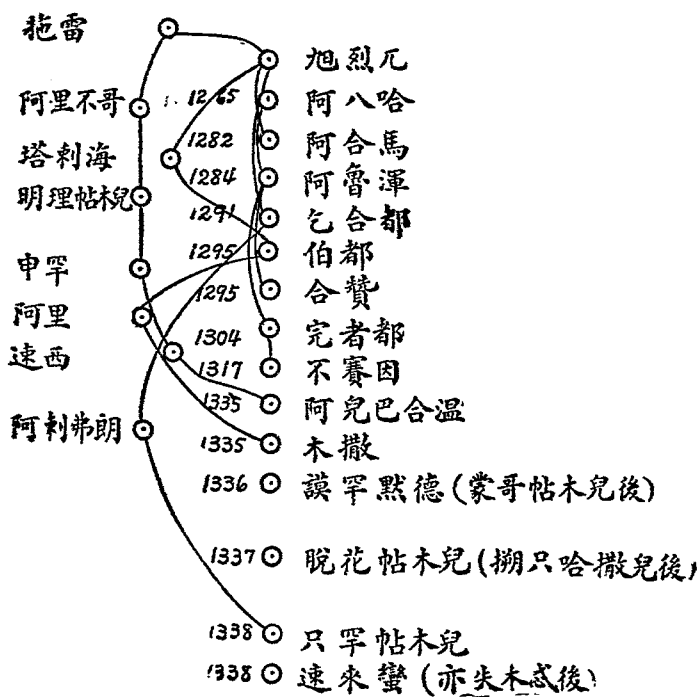 拖雷
旭烈兀
阿里不哥 1265 阿八哈
1282 阿合馬
塔剌海
1284 阿魯渾
明理帖木兒
1291 乞合都
1295 伯都
申罕
1295 合贊
阿里
1304 完者都
速西
1317 不賽因
1335 阿兒巴合温
阿剌弗朗
1335 木撒
1336 謨罕默德(蒙哥帖木兒後)
1337 脫花帖木兒(搠只哈撒兒後)
1338 只罕帖木兒
1338 速來蠻(亦失木忒後)